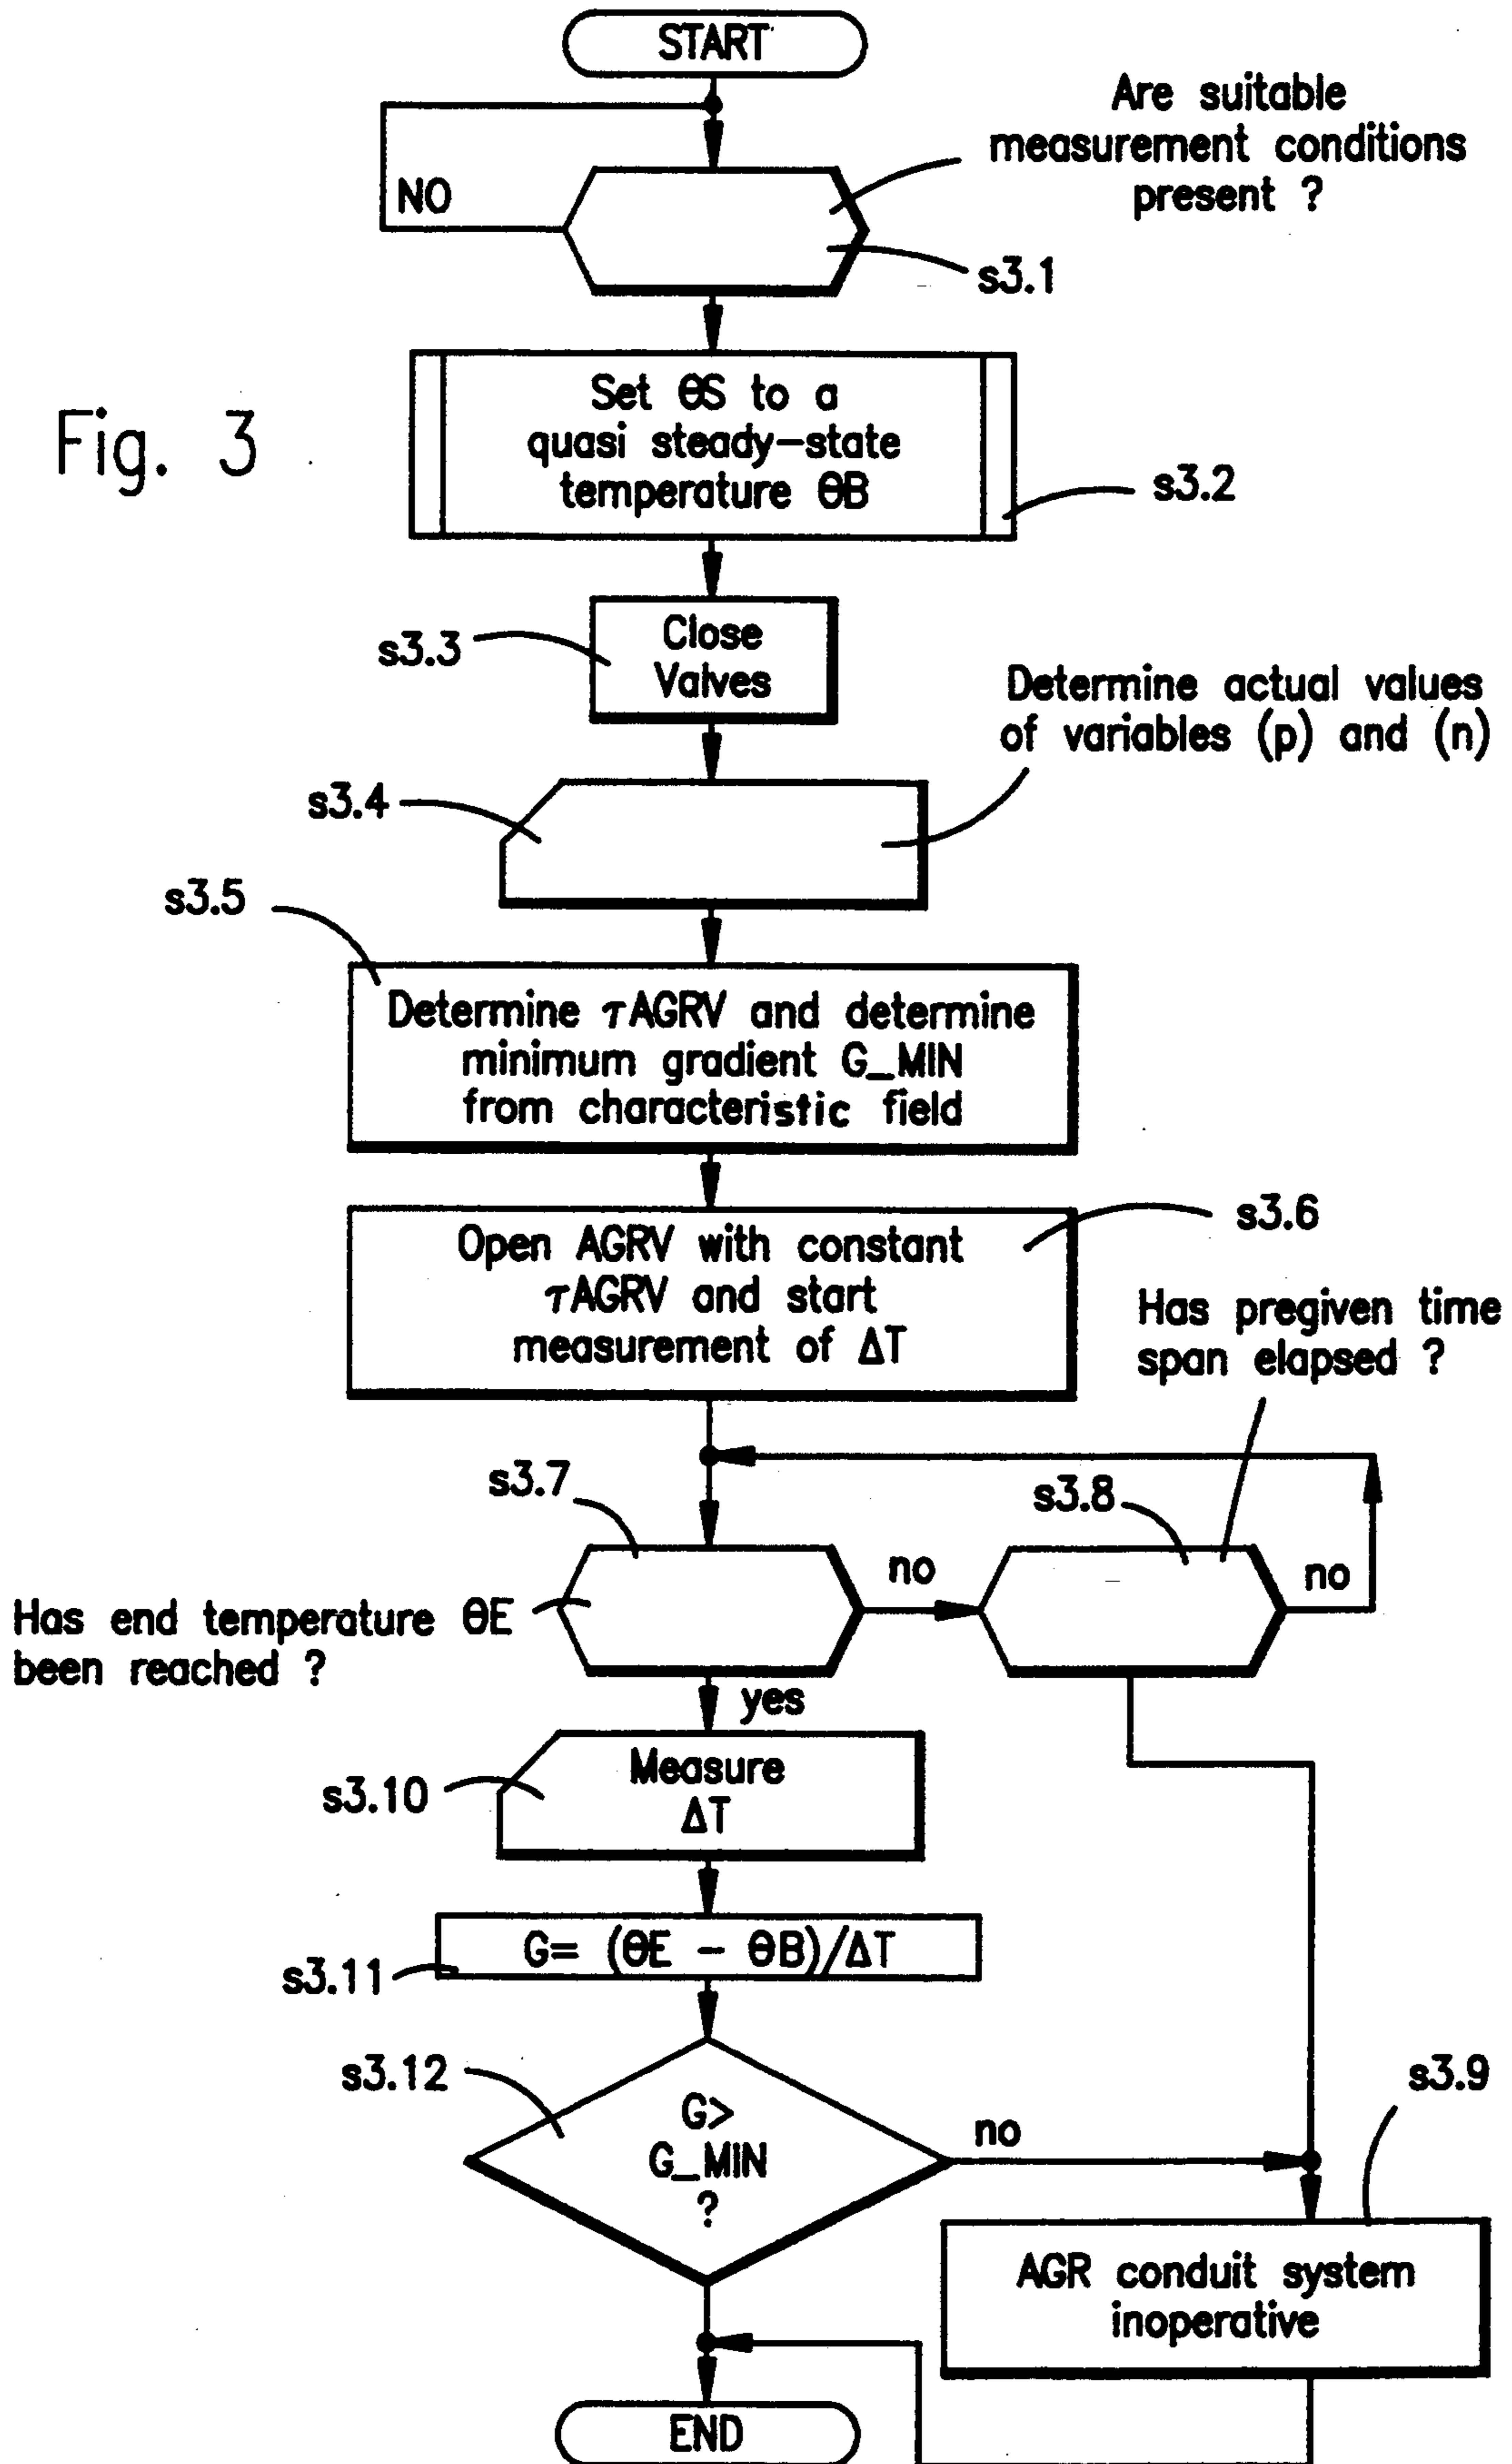 START
Are suitable
measurement conditions
present ?
NO
s3.1
Fig. 3
Set ΘS to a
quasi steady-state
temperature ΘB
s3.2
s3.3
Close
Valves
Determine actual values
of variables (p) and (n)
s3.4
s3.5
Determine τAGRV and determine
minimum gradient G_MIN
from characteristic field
s3.6
Open AGRV with constant
τAGRV and start
measurement of ΔT
Has pregiven time
span elapsed ?
s3.7
s3.8
no
no
Has end temperature ΘE
been reached ?
yes
s3.10
Measure
ΔT
s3.11
G= (ΘE - ΘB)/ΔT
s3.12
G>
G_MIN
?
no
s3.9
AGR conduit system
inoperative
END